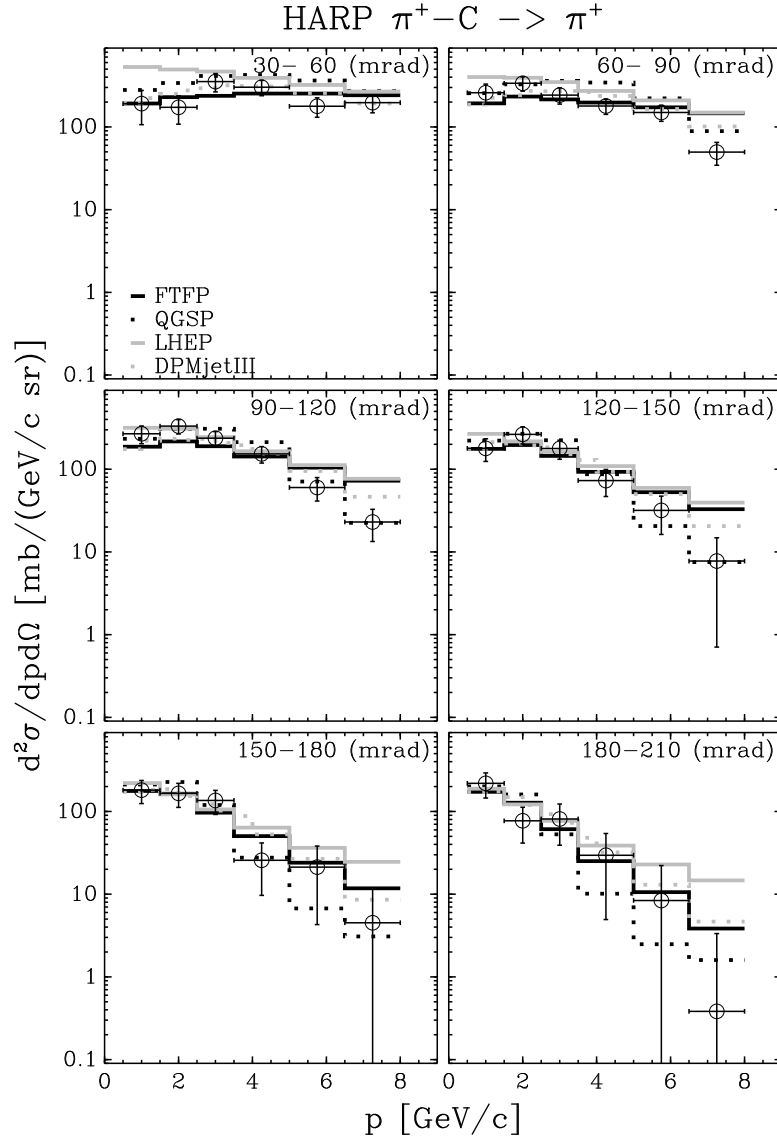 HARP π⁺−C −> π⁺
30− 60 (mrad)
60− 90 (mrad)
100
10
1
0.1
FTFP
QGSP
LHEP
DPMjetIII
90−120 (mrad)
120−150 (mrad)
100
10
1
0.1
150−180 (mrad)
180−210 (mrad)
100
10
1
0.1
0 2 4 6 8 0 2 4 6 8
p [GeV/c]
d²σ/dpdΩ [mb/(GeV/c sr)]